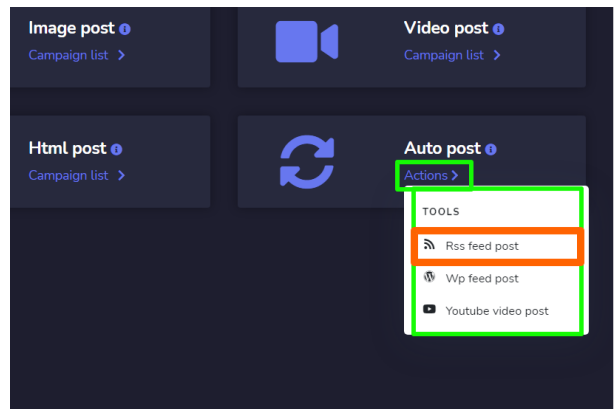 Image post
Campaign list
Video post
Campaign list
Html post
Campaign list
Auto post
Actions
TOOLS
Rss feed post
Wp feed post
Youtube video post